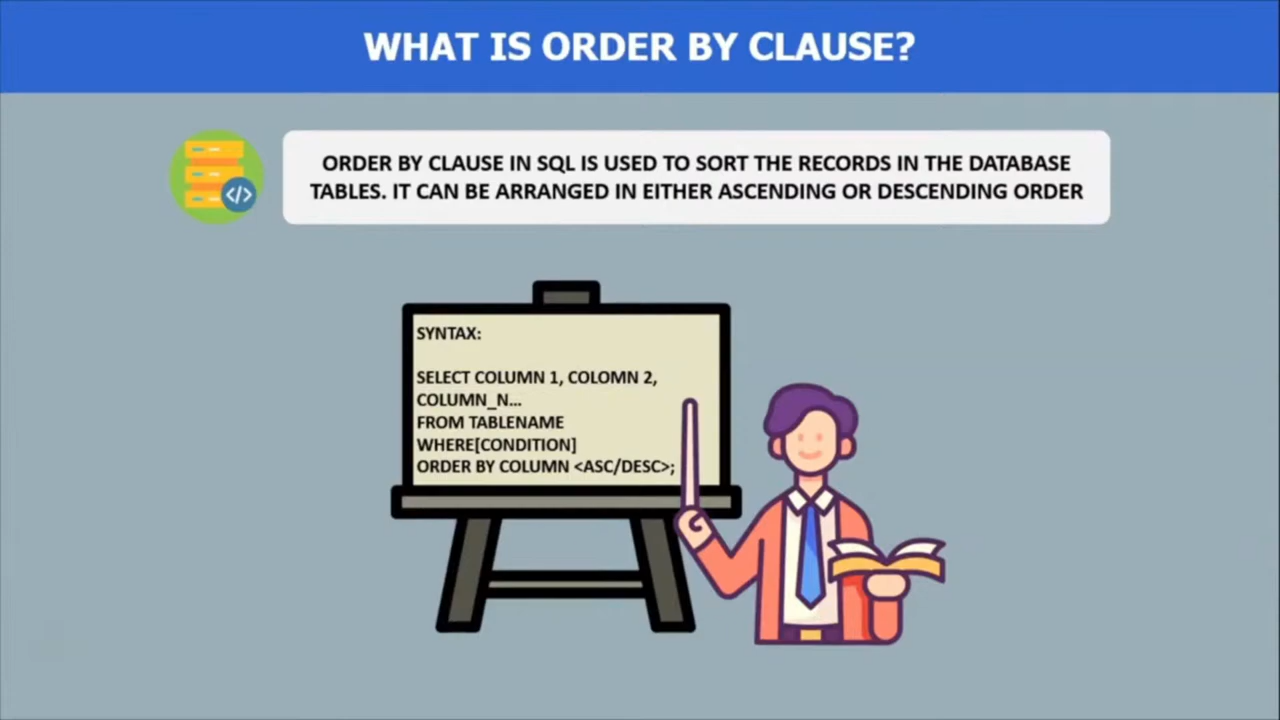 WHAT IS ORDER BY CLAUSE?
</>
ORDER BY CLAUSE IN SQL IS USED TO SORT THE RECORDS IN THE DATABASE
TABLES. IT CAN BE ARRANGED IN EITHER ASCENDING OR DESCENDING ORDER
SYNTAX:
SELECT COLUMN 1, COLOMN 2,
COLUMN_N...
FROM TABLENAME
WHERE[CONDITION]
ORDER BY COLUMN <ASC/DESC>;